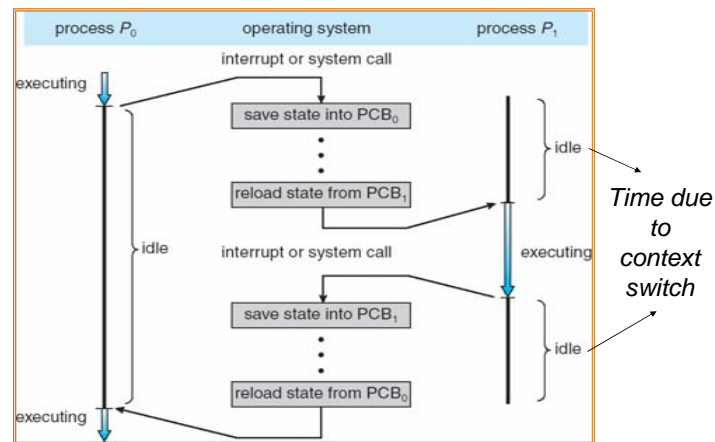 process P0 operating system process P1
interrupt or system call
executing
save state into PCB0
idle
reload state from PCB1
Time due
to
context
switch
idle
interrupt or system call
executing
save state into PCB1
idle
reload state from PCB0
executing